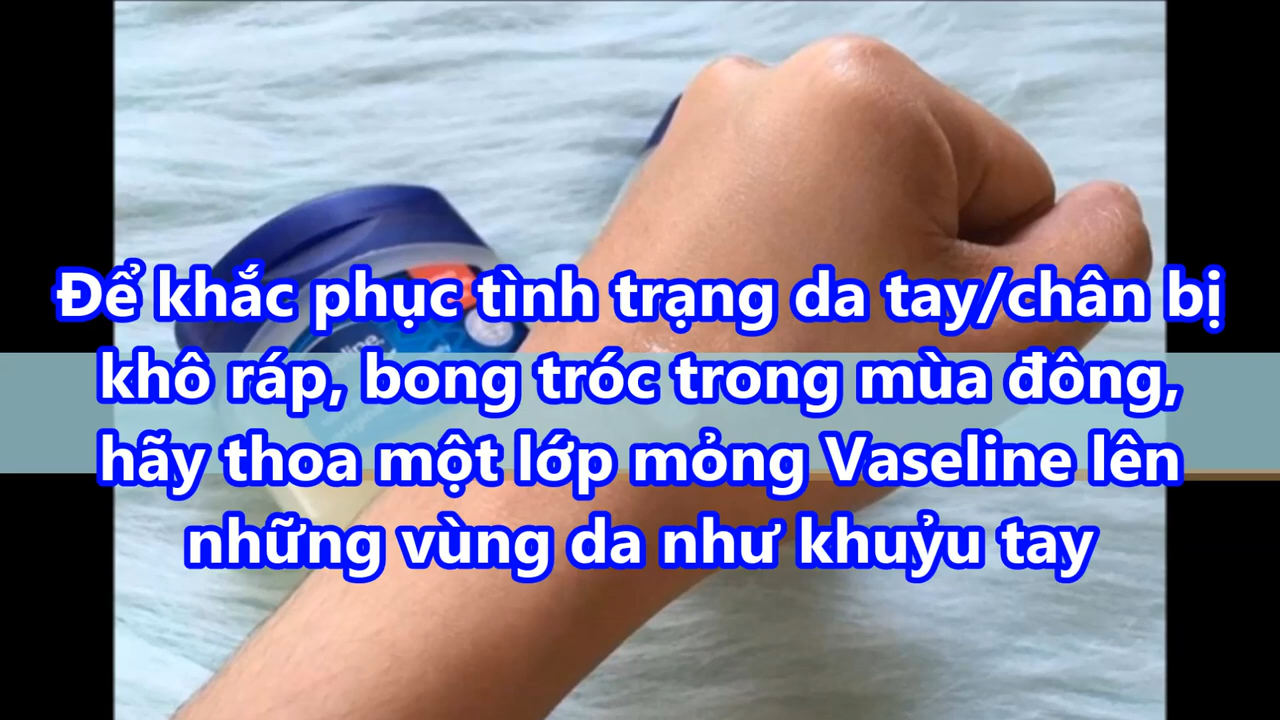 Để khắc phục tình trạng da tay/chân bị
khô ráp, bong tróc trong mùa đông,
hãy thoa một lớp mỏng Vaseline lên
những vùng da như khuỷu tay